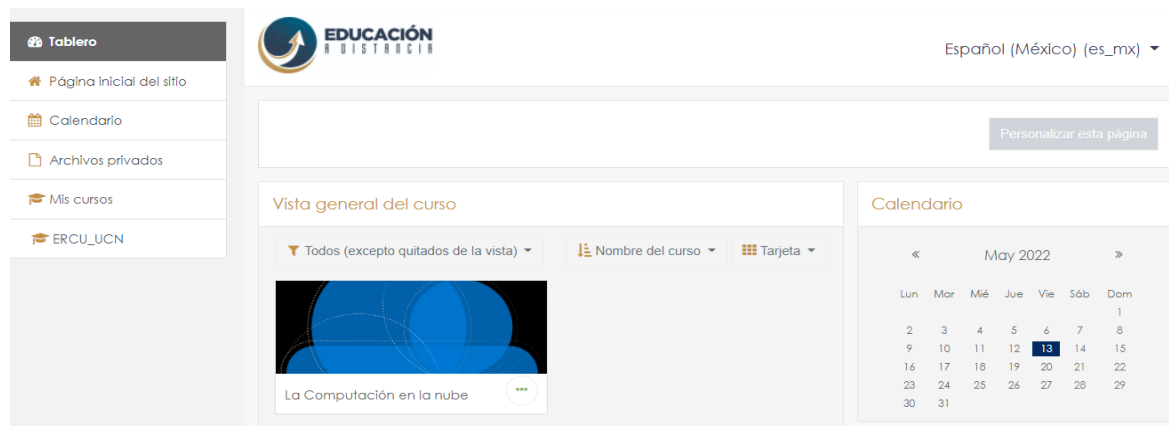 Tablero
Página inicial del sitio
Calendario
Archivos privados
Mis cursos
ERCU_UCN
EDUCACIÓN
A DISTANCIA
Español (México) (es_mx)
Personalizar esta página
Vista general del curso
Todos (excepto quitados de la vista)
Nombre del curso
Tarjeta
La Computación en la nube
Calendario
« May 2022 »
Lun Mar Mié Jue Vie Sáb Dom
1
2 3 4 5 6 7 8
9 10 11 12 13 14 15
16 17 18 19 20 21 22
23 24 25 26 27 28 29
30 31